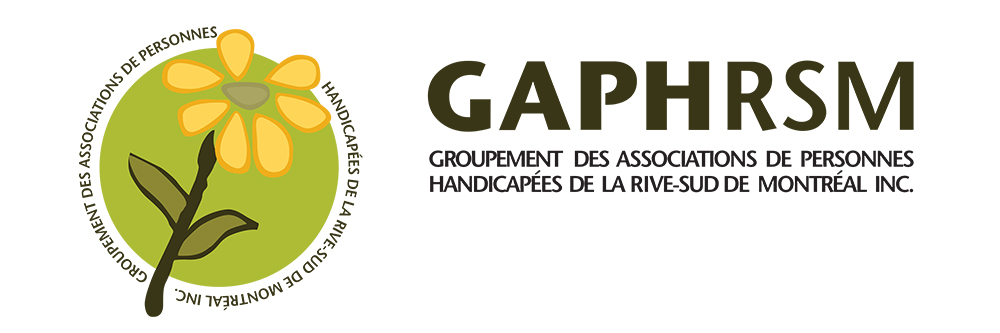 GROUPEMENT DES ASSOCIATIONS DE PERSONNES
HANDICAPÉES DE LA RIVE-SUD DE MONTRÉAL INC.
GAPHRSM
GROUPEMENT DES ASSOCIATIONS DE PERSONNES
HANDICAPÉES DE LA RIVE-SUD DE MONTRÉAL INC.